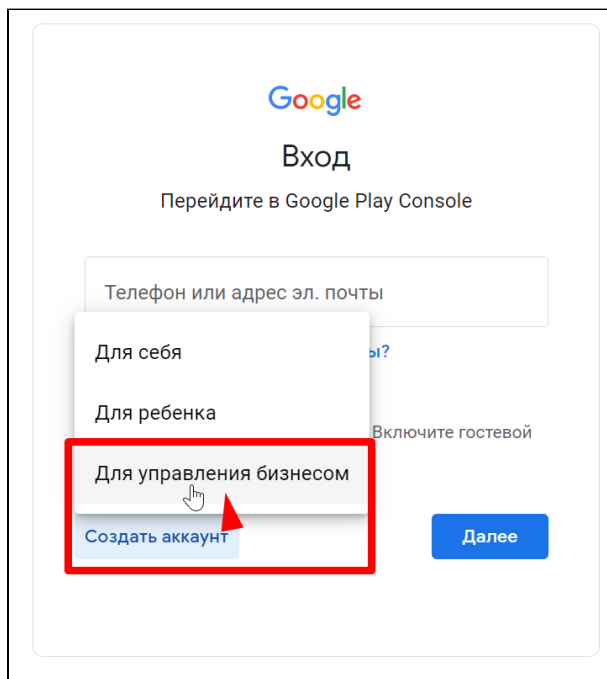 Google
Вход
Перейдите в Google Play Console
Телефон или адрес эл. почты
Для себя
ы?
Для ребенка
Включите гостевой
Для управления бизнесом
Создать аккаунт
Далее